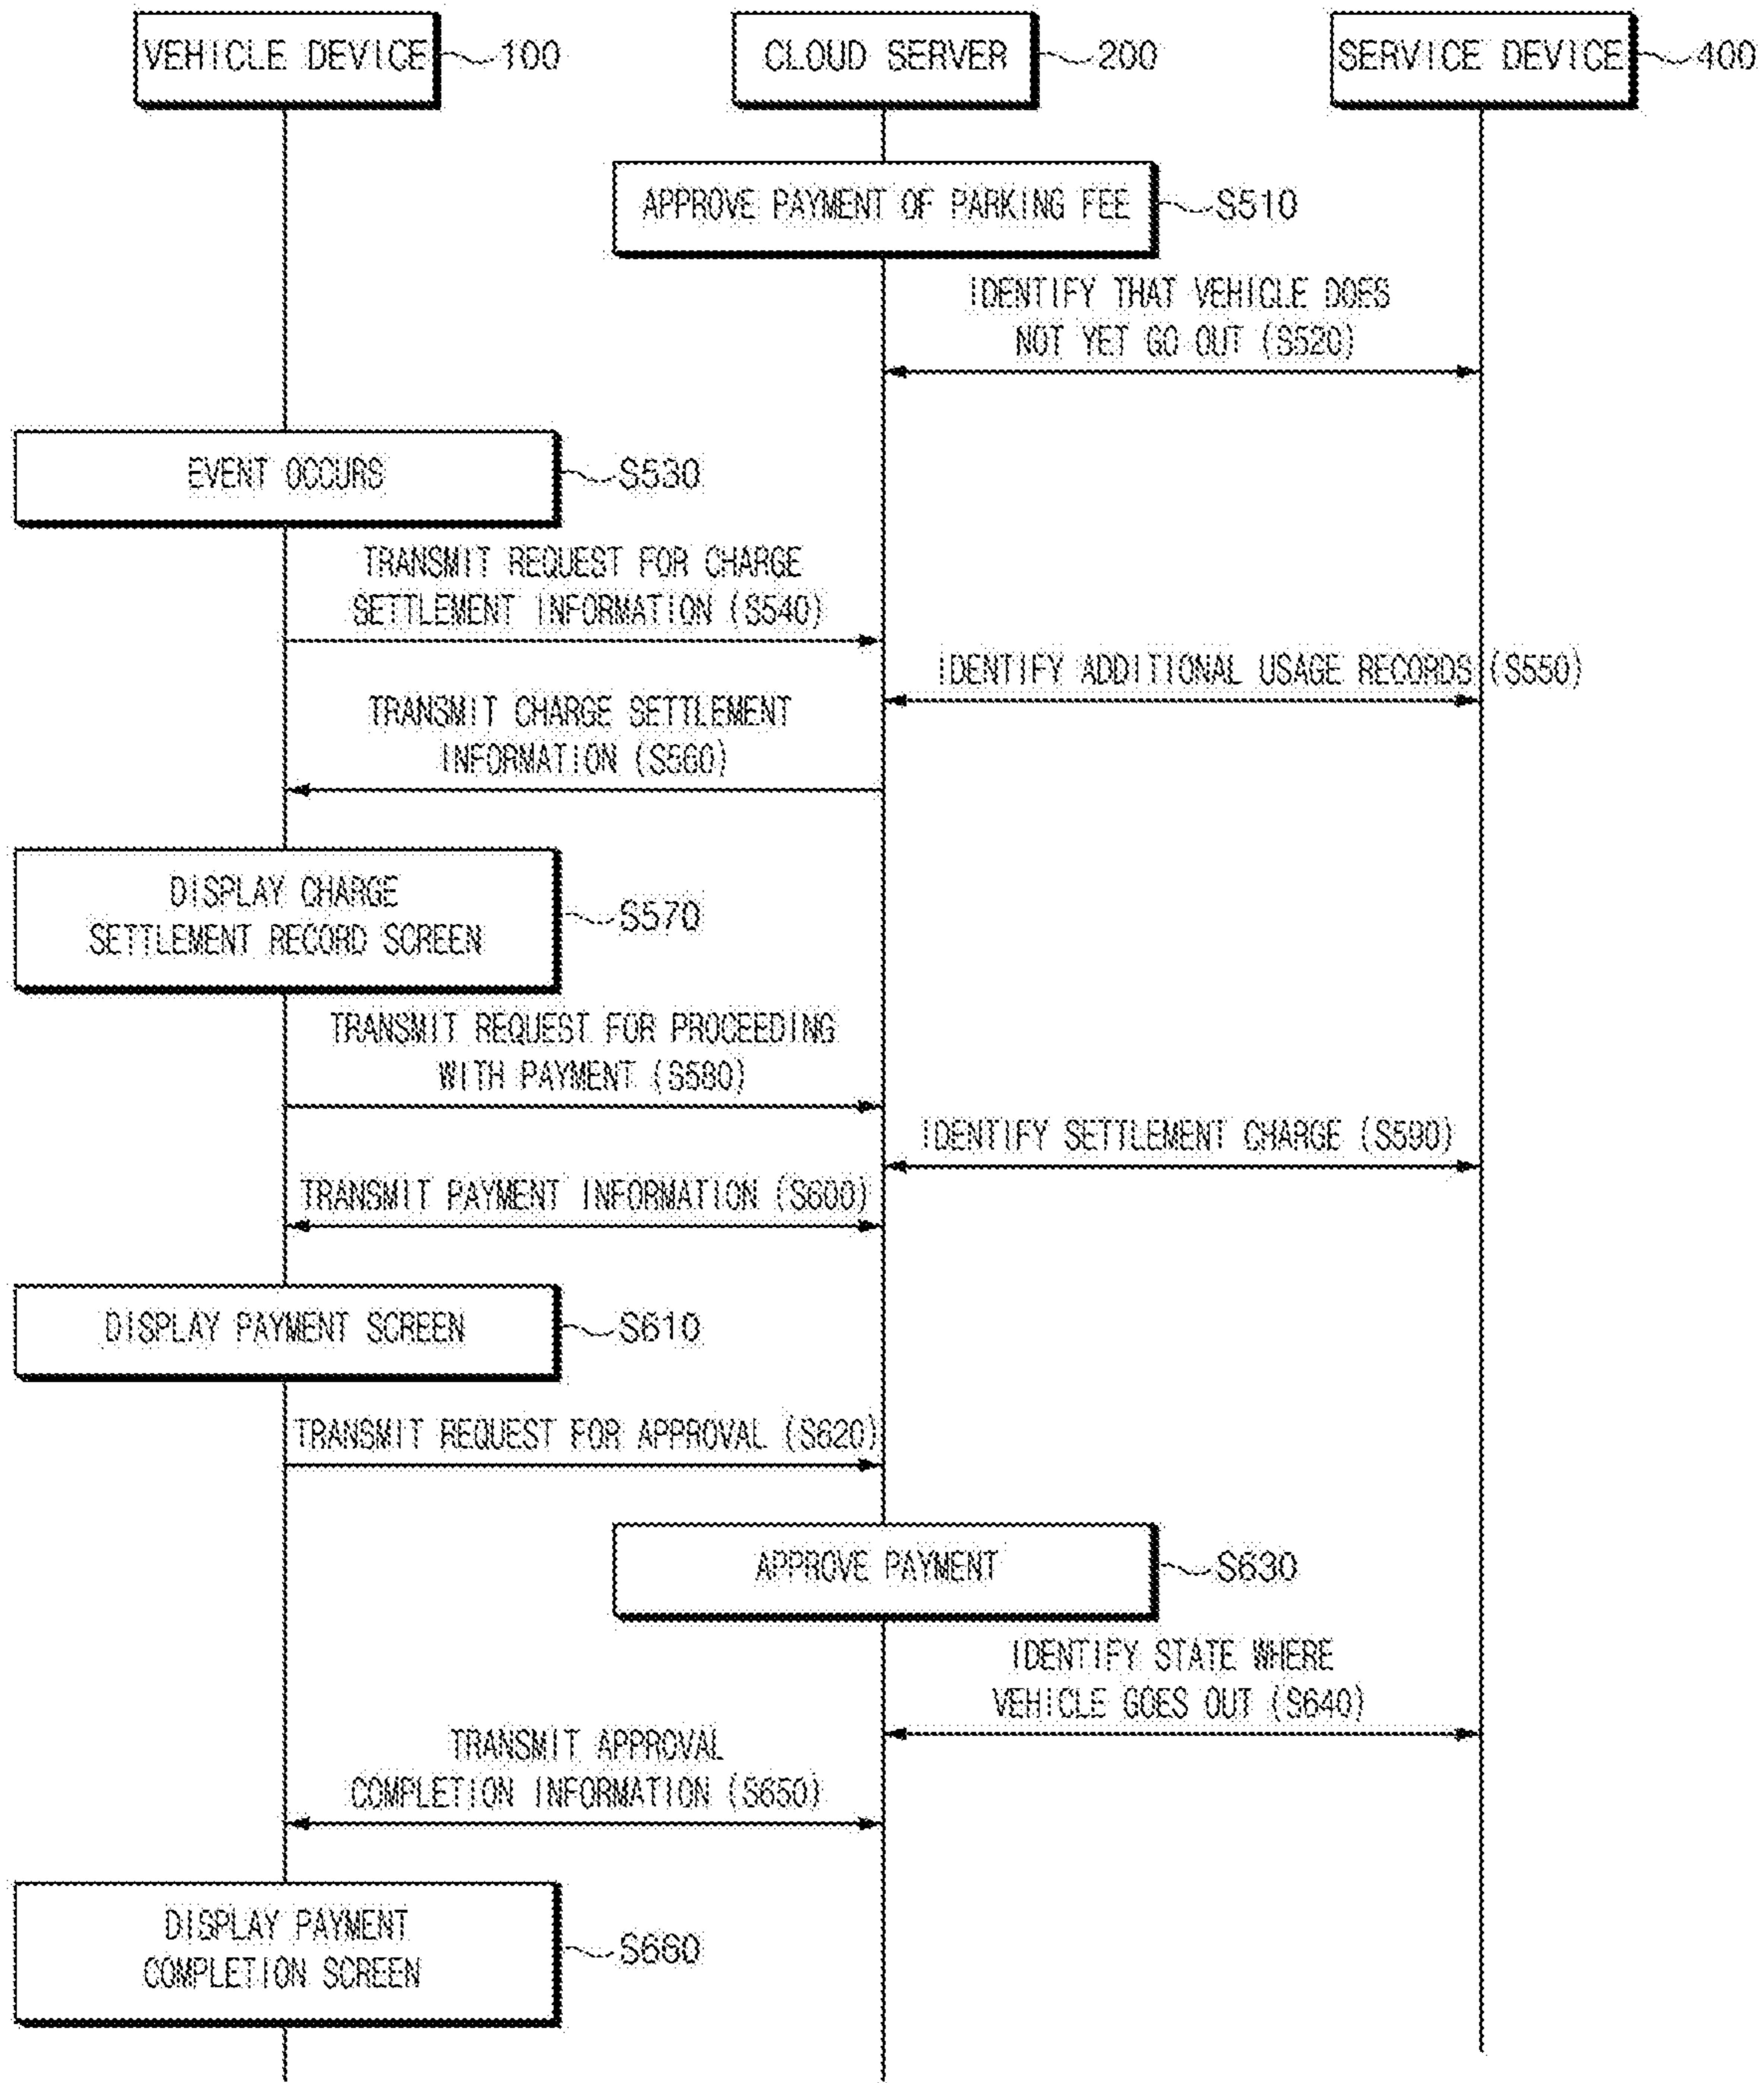 VEHICLE DEVICE 100
CLOUD SERVER 200
SERVICE DEVICE 400
APPROVE PAYMENT OF PARKING FEE S510
IDENTIFY THAT VEHICLE DOES
NOT YET GO OUT (S520)
EVENT OCCURS S530
TRANSMIT REQUEST FOR CHARGE
SETTLEMENT INFORMATION (S540)
IDENTIFY ADDITIONAL USAGE RECORDS (S550)
TRANSMIT CHARGE SETTLEMENT
INFORMATION (S560)
DISPLAY CHARGE
SETTLEMENT RECORD SCREEN
S570
TRANSMIT REQUEST FOR PROCEEDING
WITH PAYMENT (S580)
IDENTIFY SETTLEMENT CHARGE (S590)
TRANSMIT PAYMENT INFORMATION (S600)
DISPLAY PAYMENT SCREEN S610
TRANSMIT REQUEST FOR APPROVAL (S620)
APPROVE PAYMENT S630
IDENTIFY STATE WHERE
VEHICLE GOES OUT (S640)
TRANSMIT APPROVAL
COMPLETION INFORMATION (S650)
DISPLAY PAYMENT
COMPLETION SCREEN
S660